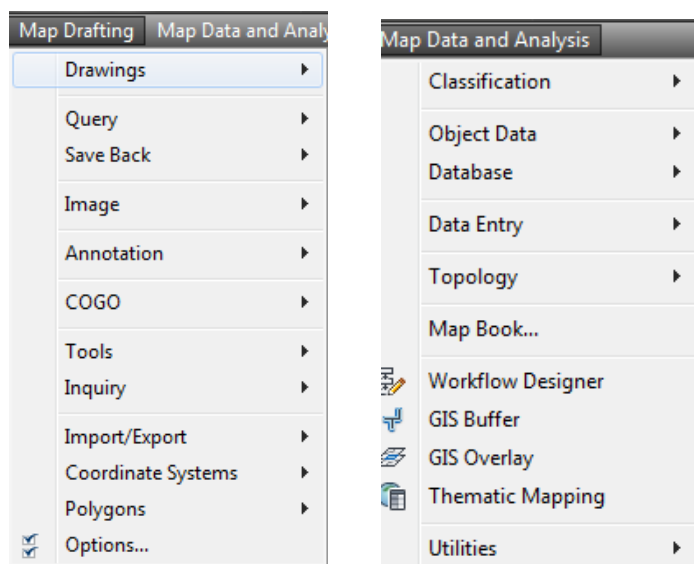 Map Drafting Map Data and Analy
Drawings
Query
Save Back
Image
Annotation
COGO
Tools
Inquiry
Import/Export
Coordinate Systems
Polygons
Options...
Map Data and Analysis
Classification
Object Data
Database
Data Entry
Topology
Map Book...
Workflow Designer
GIS Buffer
GIS Overlay
Thematic Mapping
Utilities